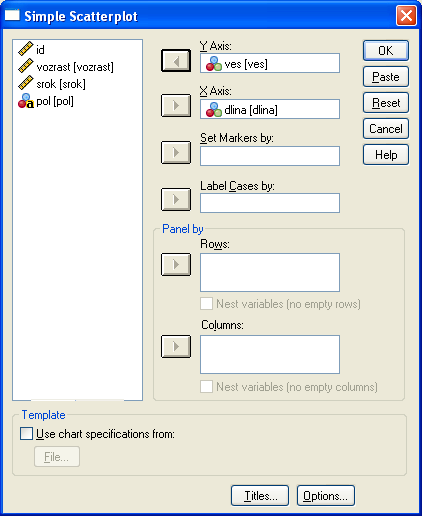 Simple Scatterplot
id
vozrast [vozrast]
srok [srok]
pol [pol]
Y Axis:
ves [ves]
X Axis:
dlina [dlina]
Set Markers by:
Label Cases by:
Panel by
Rows:
Nest variables (no empty rows)
Columns:
Nest variables (no empty columns)
OK
Paste
Reset
Cancel
Help
Template
Use chart specifications from:
File...
Titles...
Options...